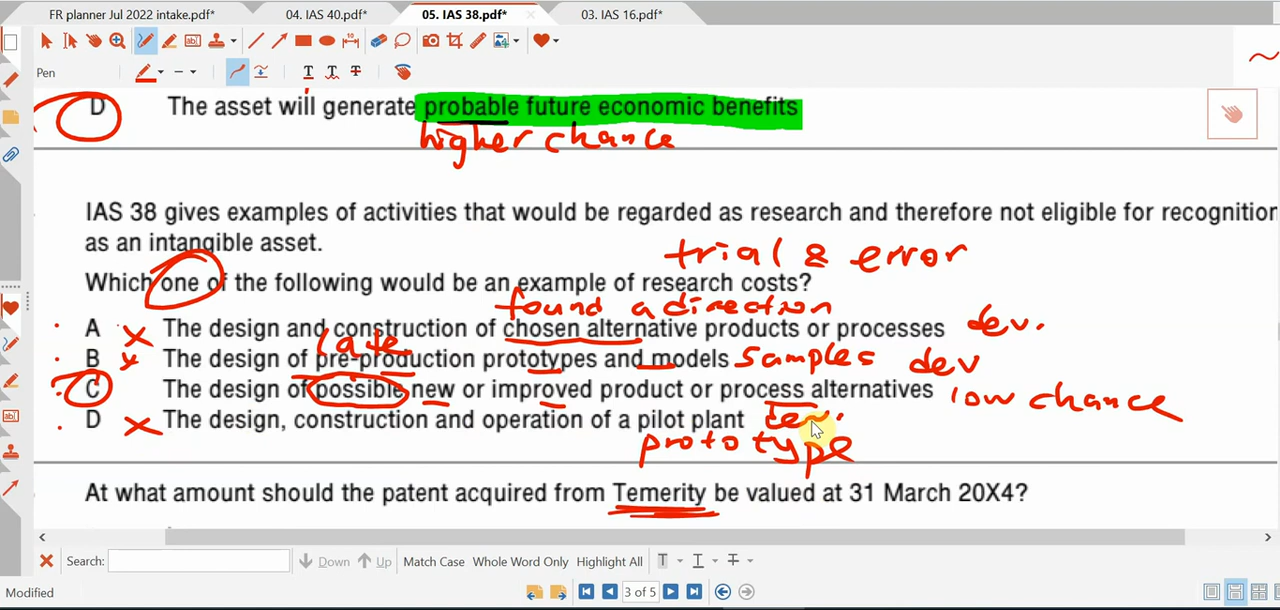 FR planner Jul 2022 intake.pdf* 04. IAS 40.pdf* 05. IAS 38.pdf* 03. IAS 16.pdf*
Pen
D The asset will generate probable future economic benefits
higher chance
IAS 38 gives examples of activities that would be regarded as research and therefore not eligible for recognition
as an intangible asset.
trial & error
Which one of the following would be an example of research costs?
found a direction
A The design and construction of chosen alternative products or processes dev.
late
B The design of pre-production prototypes and models samples dev
C The design of possible new or improved product or process alternatives low chance
D The design, construction and operation of a pilot plant
prototype
At what amount should the patent acquired from Temerity be valued at 31 March 20X4?
Search: Down Up Match Case Whole Word Only Highlight All
Modified 3 of 5